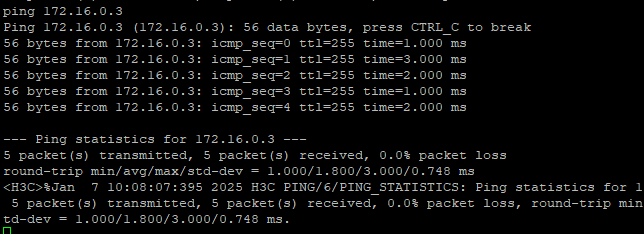 ping 172.16.0.3
Ping 172.16.0.3 (172.16.0.3): 56 data bytes, press CTRL_C to break
56 bytes from 172.16.0.3: icmp_seq=0 ttl=255 time=1.000 ms
56 bytes from 172.16.0.3: icmp_seq=1 ttl=255 time=3.000 ms
56 bytes from 172.16.0.3: icmp_seq=2 ttl=255 time=2.000 ms
56 bytes from 172.16.0.3: icmp_seq=3 ttl=255 time=1.000 ms
56 bytes from 172.16.0.3: icmp_seq=4 ttl=255 time=2.000 ms

--- Ping statistics for 172.16.0.3 ---
5 packet(s) transmitted, 5 packet(s) received, 0.0% packet loss
round-trip min/avg/max/std-dev = 1.000/1.800/3.000/0.748 ms
<H3C>%Jan  7 10:08:07:395 2025 H3C PING/6/PING_STATISTICS: Ping statistics for 1
 5 packet(s) transmitted, 5 packet(s) received, 0.0% packet loss, round-trip min
td-dev = 1.000/1.800/3.000/0.748 ms.